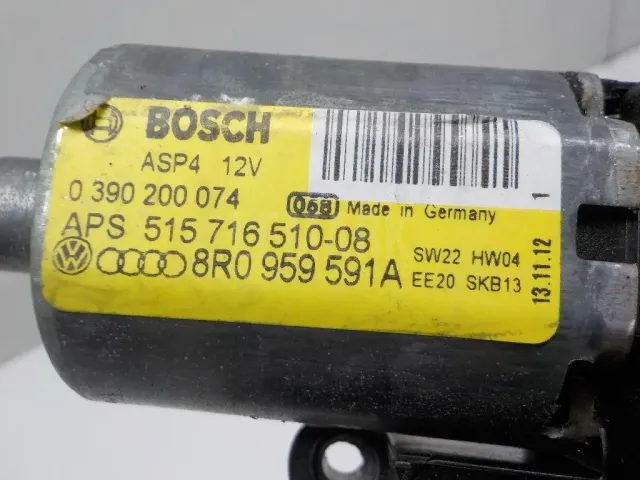 BOSCH
ASP4 12V
0 390 200 074
068 Made in Germany
APS 515 716 510-08
8R0 959 591A
SW22 HW04
EE20 SKB13
13.11.12
1